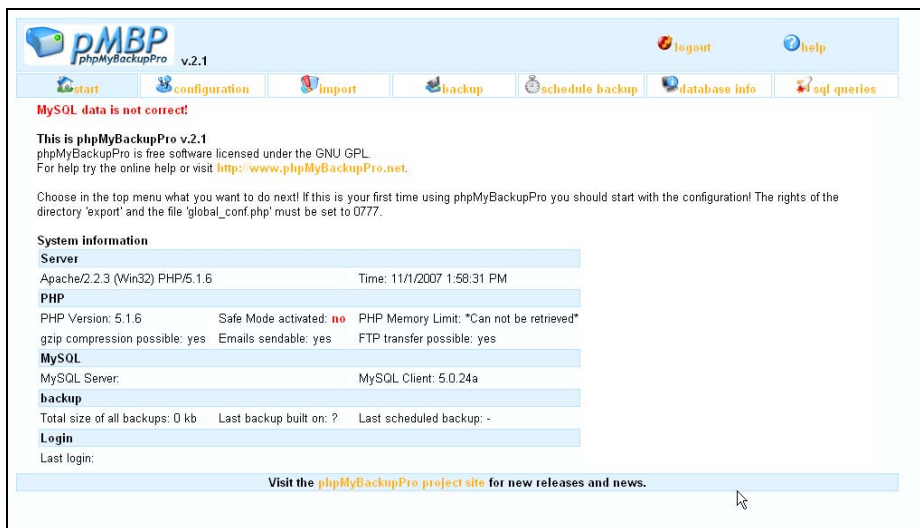 pMBP
phpMyBackupPro v.2.1
logout help
start configuration import backup schedule backup database info sql queries
MySQL data is not correct!
This is phpMyBackupPro v.2.1
phpMyBackupPro is free software licensed under the GNU GPL.
For help try the online help or visit http://www.phpMyBackupPro.net.
Choose in the top menu what you want to do next! If this is your first time using phpMyBackupPro you should start with the configuration! The rights of the
directory 'export' and the file 'global_conf.php' must be set to 0777.
System information
Server
Apache/2.2.3 (Win32) PHP/5.1.6 Time: 11/1/2007 1:58:31 PM
PHP
PHP Version: 5.1.6 Safe Mode activated: no PHP Memory Limit: *Can not be retrieved*
gzip compression possible: yes Emails sendable: yes FTP transfer possible: yes
MySQL
MySQL Server: MySQL Client: 5.0.24a
backup
Total size of all backups: 0 kb Last backup built on: ? Last scheduled backup: -
Login
Last login:
Visit the phpMyBackupPro project site for new releases and news.